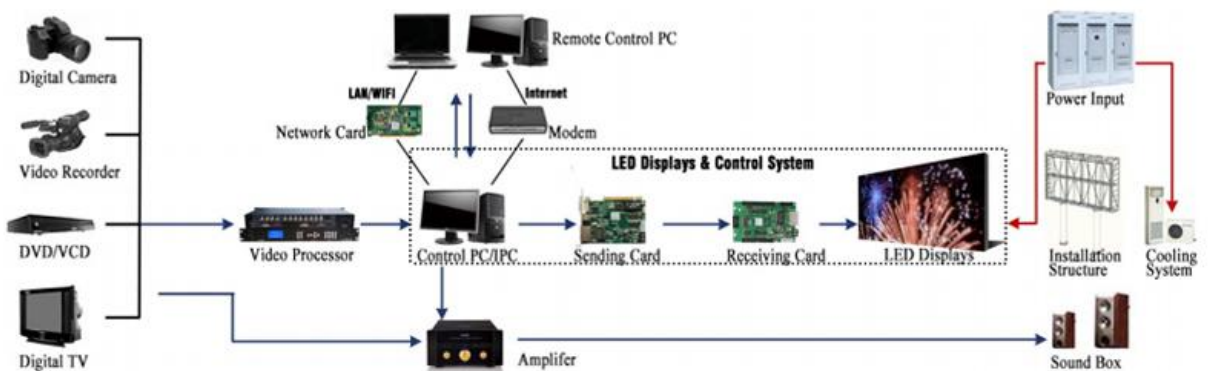 Digital Camera
Video Recorder
DVD/VCD
Digital TV
Remote Control PC
LAN/WIFI
Internet
Network Card
Modem
LED Displays & Control System
Video Processor
Control PC/IPC
Sending Card
Receiving Card
LED Displays
Amplifer
Power Input
Installation
Structure
Cooling
System
Sound Box